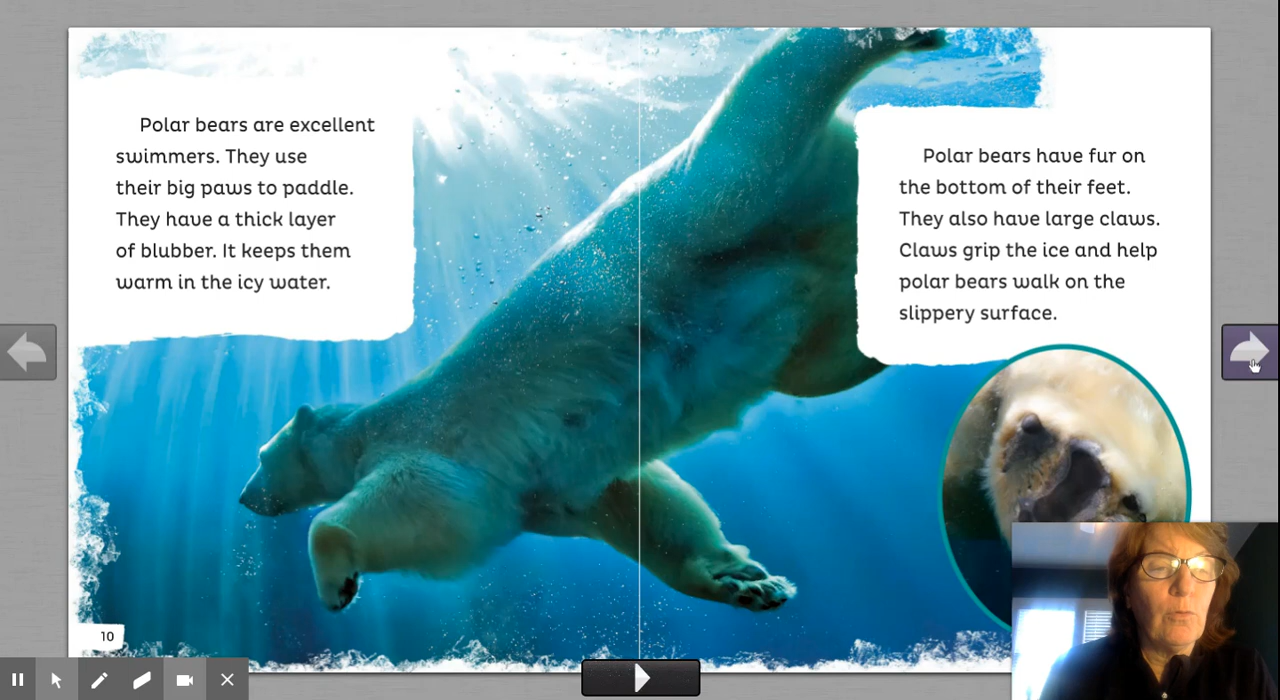 Polar bears are excellent
swimmers. They use
their big paws to paddle.
They have a thick layer
of blubber. It keeps them
warm in the icy water.
Polar bears have fur on
the bottom of their feet.
They also have large claws.
Claws grip the ice and help
polar bears walk on the
slippery surface.
10